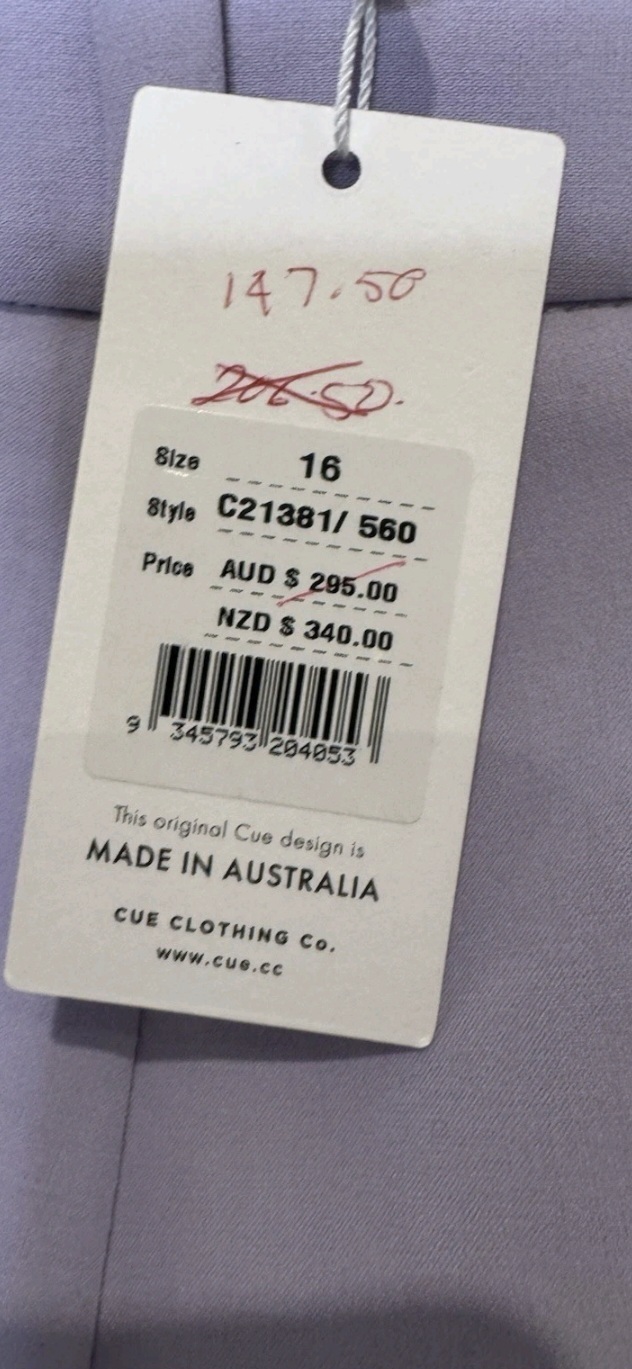 147.50
206.50.
Size 16
Style C21381/ 560
Price AUD $ 295.00
NZD $ 340.00
9 345793 204053
This original Cue design is
MADE IN AUSTRALIA
CUE CLOTHING Co.
www.cue.cc